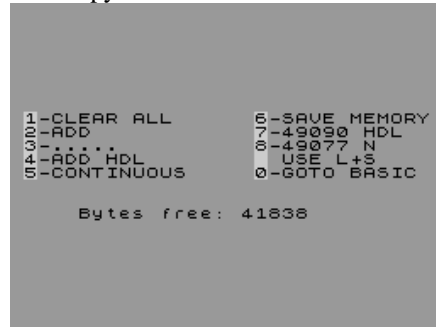 1-CLEAR ALL 6-SAVE MEMORY
2-ADD 7-49090 HDL
3-..... 8-49077 N
4-ADD HDL USE L+S
5-CONTINUOUS 0-GOTO BASIC
Bytes free: 41838